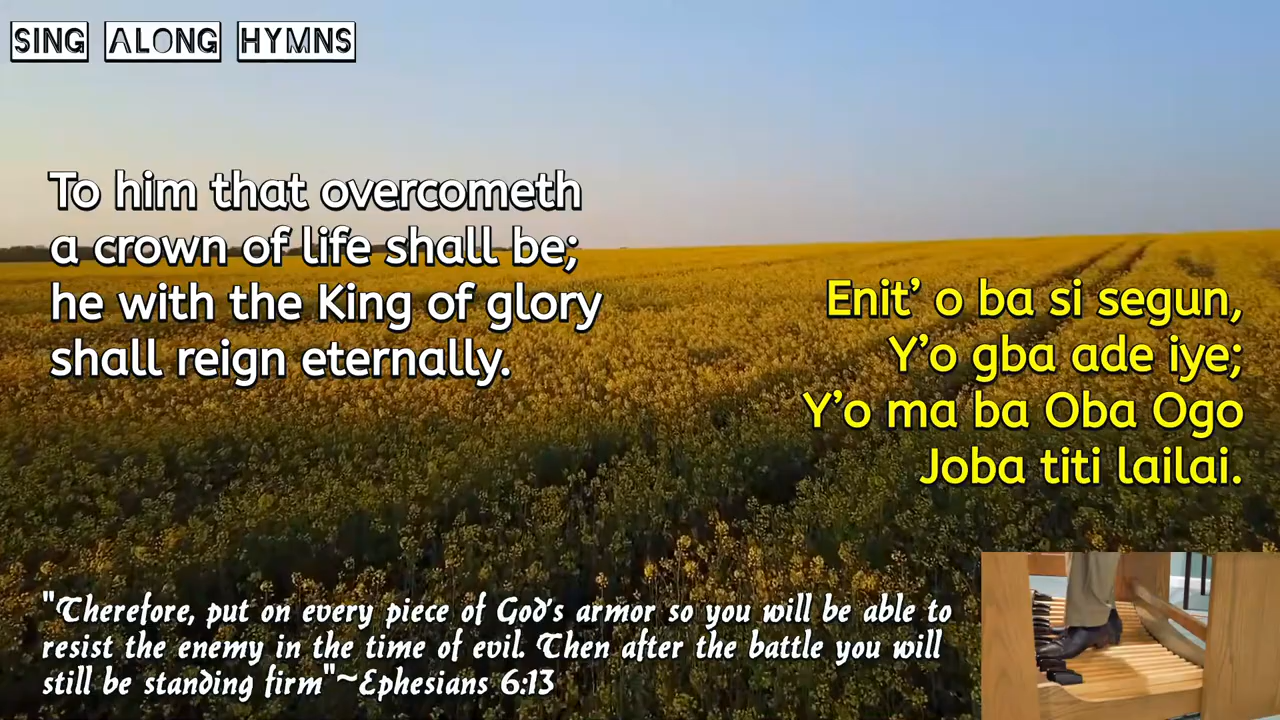 SING ALONG HYMNS
To him that overcometh
a crown of life shall be;
he with the King of glory
shall reign eternally.
Enit’ o ba si segun,
Y’o gba ade iye;
Y’o ma ba Oba Ogo
Joba titi lailai.
"Therefore, put on every piece of God's armor so you will be able to
resist the enemy in the time of evil. Then after the battle you will
still be standing firm"~Ephesians 6:13